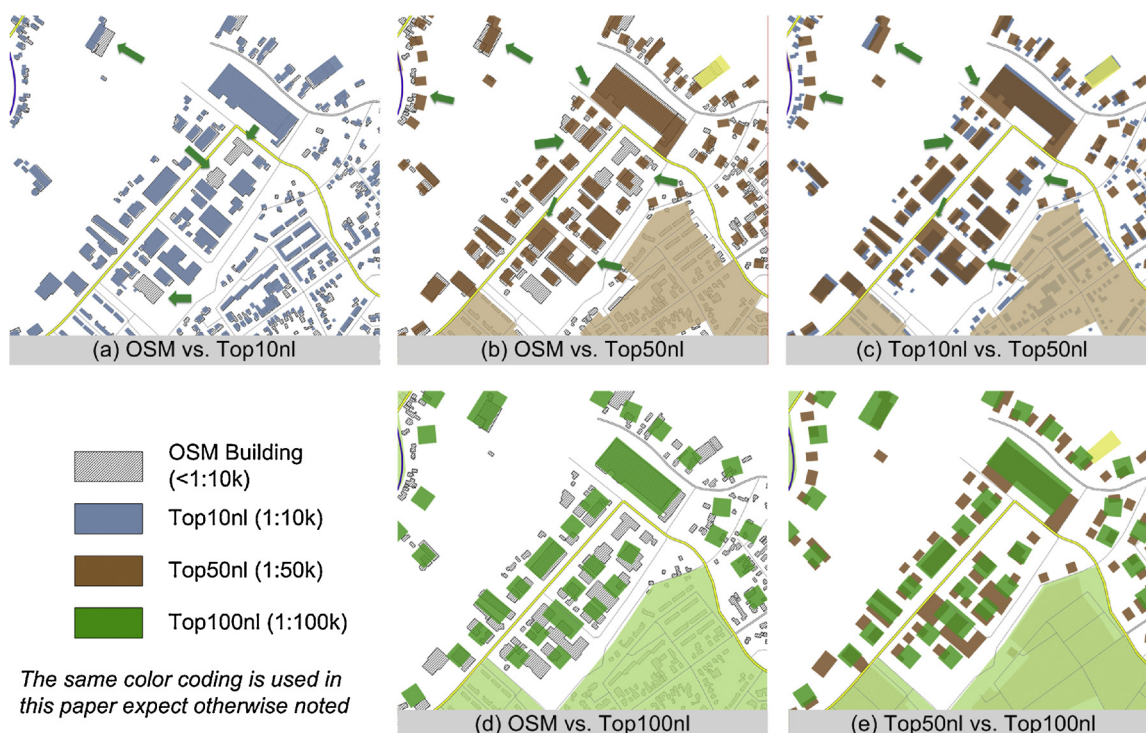 (a) OSM vs. Top10nl
(b) OSM vs. Top50nl
(c) Top10nl vs. Top50nl
OSM Building
(<1:10k)
Top10nl (1:10k)
Top50nl (1:50k)
Top100nl (1:100k)
The same color coding is used in
this paper expect otherwise noted
(d) OSM vs. Top100nl
(e) Top50nl vs. Top100nl